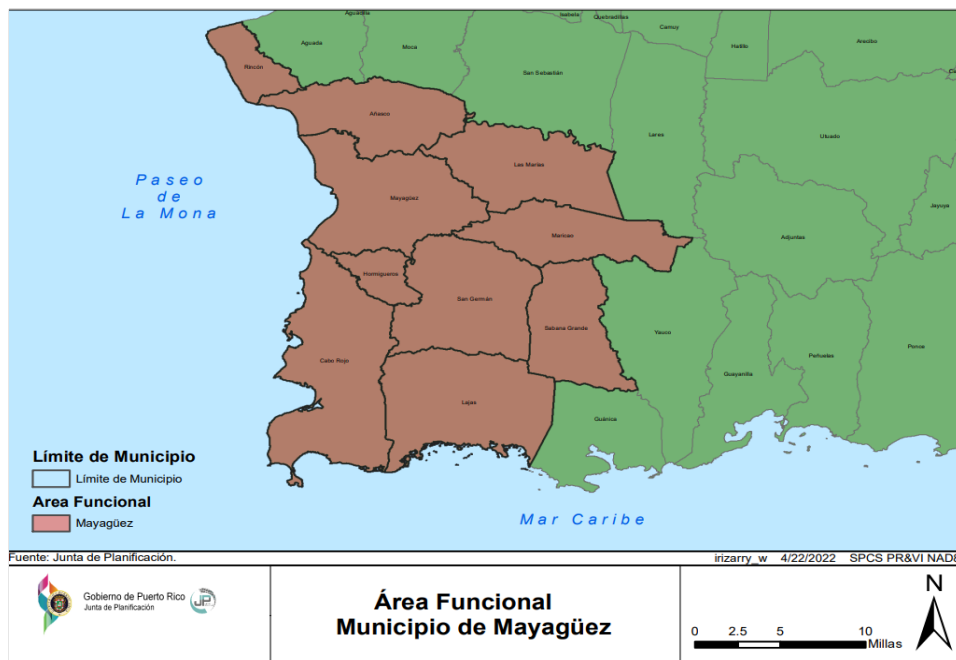 Aguadilla
Isabela
Quebradillas
Camuy
Hatillo
Arecibo
Aguada
Moca
San Sebastián
Rincón
Añasco
Lares
Utuado
Las Marías
Paseo
de
La Mona
Mayagüez
Jayuya
Maricao
Adjuntas
Hormigueros
San Germán
Sabana Grande
Yauco
Cabo Rojo
Guayanilla
Peñuelas
Ponce
Lajas
Guánica
Límite de Municipio
Límite de Municipio
Area Funcional
Mayagüez
Mar Caribe
Fuente: Junta de Planificación.
irizarry_w 4/22/2022 SPCS PR&VI NAD8
Gobierno de Puerto Rico
Junta de Planificación
JP
Área Funcional
Municipio de Mayagüez
N
0 2.5 5 10
Millas